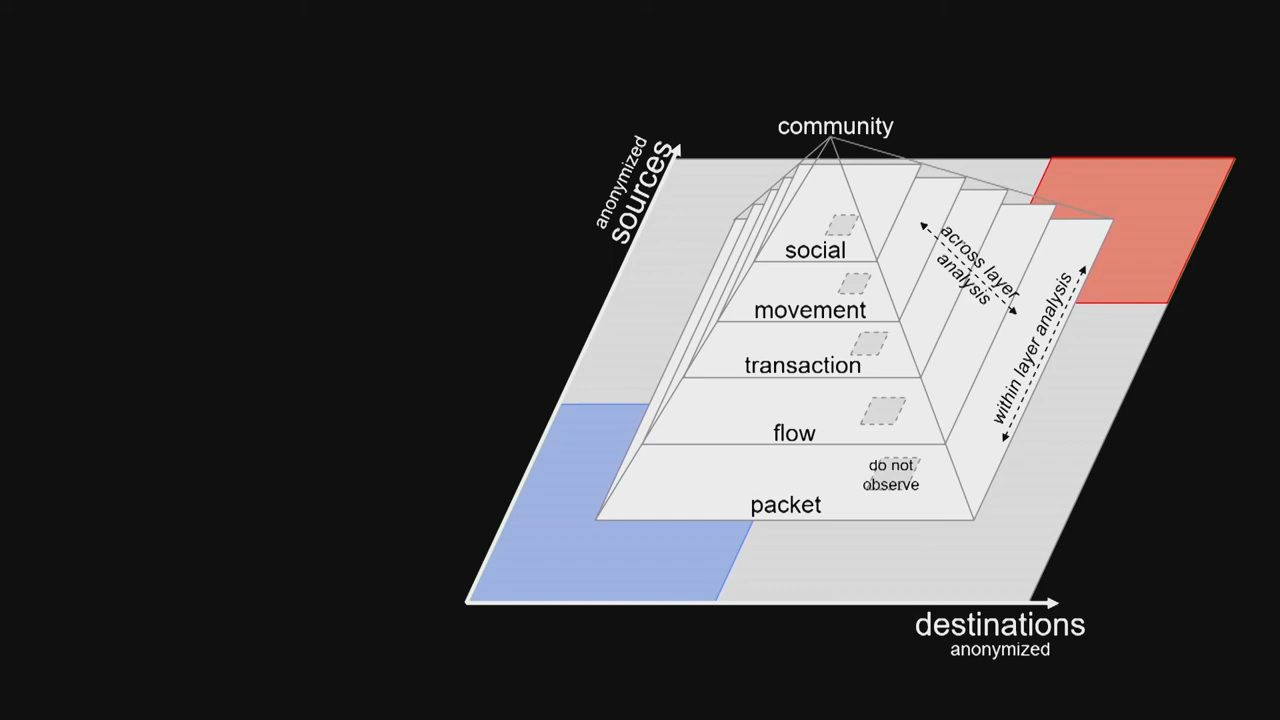 community
anonymized
sources
social
across layer
analysis
movement
within layer analysis
transaction
flow
do not
observe
packet
destinations
anonymized